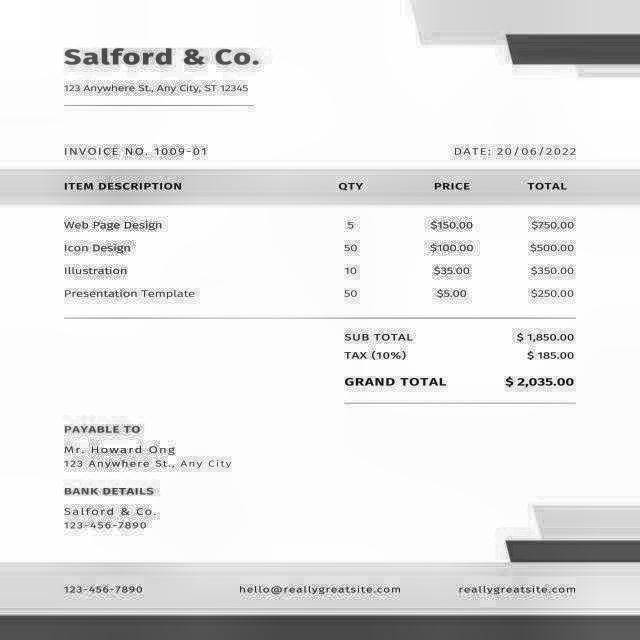 Salford & Co.
123 Anywhere St., Any City, ST 12345
INVOICE NO. 1009-01 DATE: 20/06/2022
ITEM DESCRIPTION QTY PRICE TOTAL
Web Page Design 5 $150.00 $750.00
Icon Design 50 $100.00 $500.00
Illustration 10 $35.00 $350.00
Presentation Template 50 $5.00 $250.00
SUB TOTAL $ 1,850.00
TAX (10%) $ 185.00
GRAND TOTAL $ 2,035.00
PAYABLE TO
Mr. Howard Ong
123 Anywhere St., Any City
BANK DETAILS
Salford & Co.
123-456-7890
123-456-7890 hello@reallygreatsite.com reallygreatsite.com